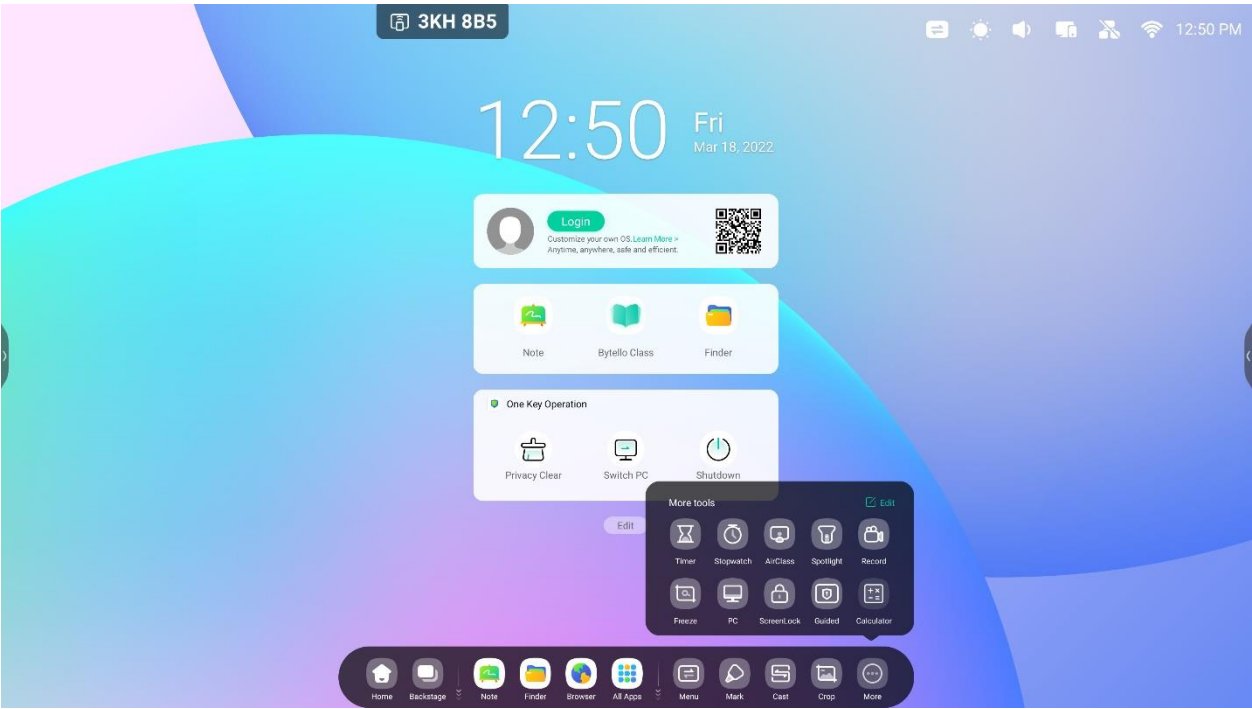 3KH 8B5
12:50 PM
12:50
Fri
Mar 18, 2022
Login
Customize your own OS.Learn More >
Anytime, anywhere, safe and efficient.
Note Bytello Class Finder
One Key Operation
Privacy Clear Switch PC Shutdown
Edit
More tools Edit
Timer Stopwatch AirClass Spotlight Record
Freeze PC ScreenLock Guided Calculator
Home Backstage Note Finder Browser All Apps Menu Mark Cast Crop More